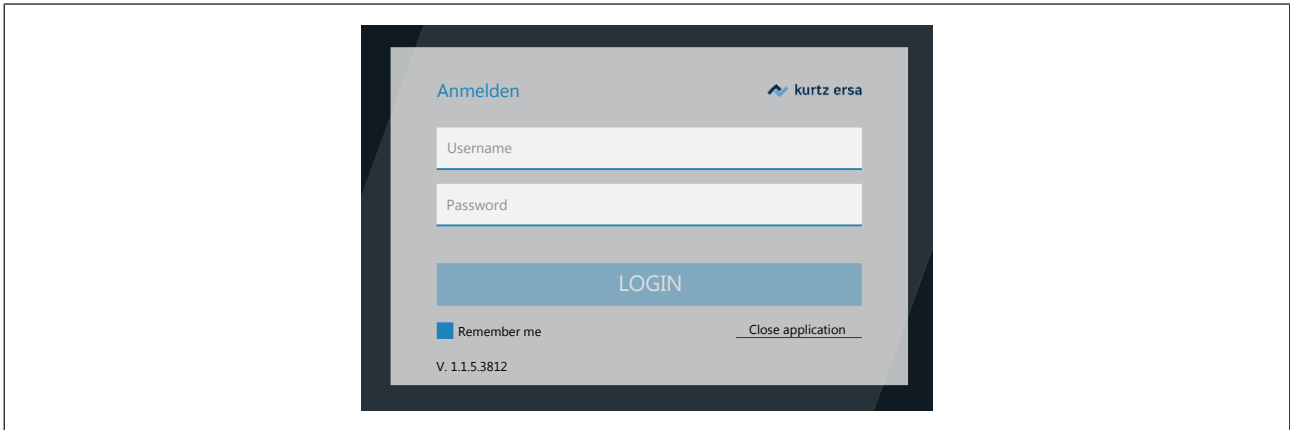 Anmelden
kurtz ersa
Username
Password
LOGIN
Remember me
Close application
V. 1.1.5.3812